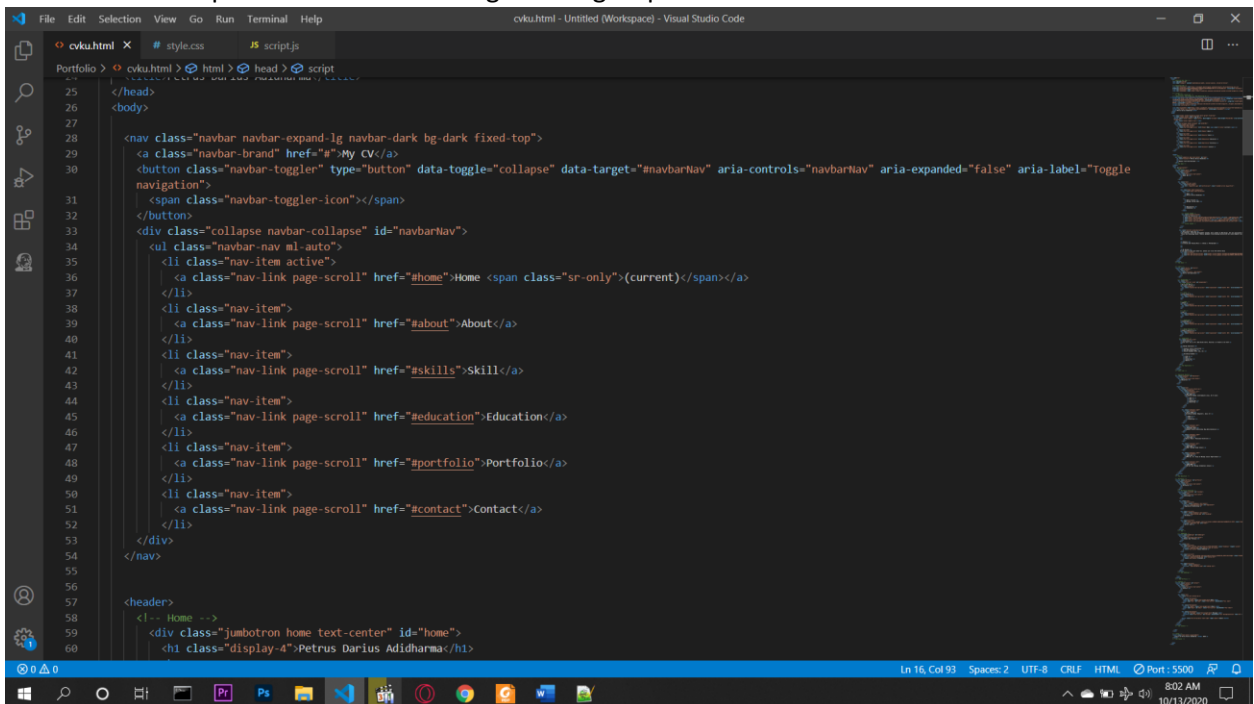 File Edit Selection View Go Run Terminal Help cvku.html - Untitled (Workspace) - Visual Studio Code
cvku.html # style.css JS script.js
Portfolio > cvku.html > html > head > script
25 </head>
26 <body>
27
28 <nav class="navbar navbar-expand-lg navbar-dark bg-dark fixed-top">
29 <a class="navbar-brand" href="#">My CV</a>
30 <button class="navbar-toggler" type="button" data-toggle="collapse" data-target="#navbarNav" aria-controls="navbarNav" aria-expanded="false" aria-label="Toggle
navigation">
31 <span class="navbar-toggler-icon"></span>
32 </button>
33 <div class="collapse navbar-collapse" id="navbarNav">
34 <ul class="navbar-nav ml-auto">
35 <li class="nav-item active">
36 <a class="nav-link page-scroll" href="#home">Home <span class="sr-only">(current)</span></a>
37 </li>
38 <li class="nav-item">
39 <a class="nav-link page-scroll" href="#about">About</a>
40 </li>
41 <li class="nav-item">
42 <a class="nav-link page-scroll" href="#skills">Skill</a>
43 </li>
44 <li class="nav-item">
45 <a class="nav-link page-scroll" href="#education">Education</a>
46 </li>
47 <li class="nav-item">
48 <a class="nav-link page-scroll" href="#portfolio">Portfolio</a>
49 </li>
50 <li class="nav-item">
51 <a class="nav-link page-scroll" href="#contact">Contact</a>
52 </li>
53 </div>
54 </nav>
55
56
57 <header>
58 <!-- Home -->
59 <div class="jumbotron home text-center" id="home">
60 <h1 class="display-4">Petrus Darius Adidharma</h1>
0 0 Ln 16, Col 93 Spaces: 2 UTF-8 CRLF HTML Port : 5500
Pr Ps 8:02 AM
10/13/2020